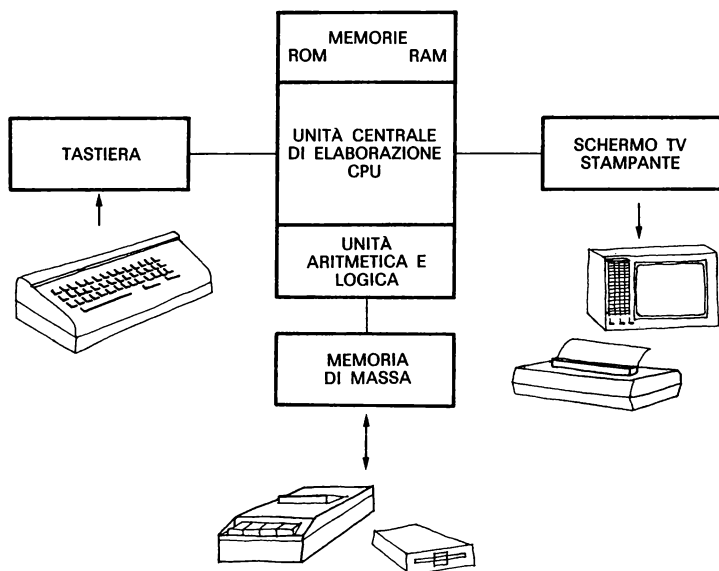 MEMORIE
ROM RAM
UNITÀ CENTRALE
DI ELABORAZIONE
CPU
UNITÀ
ARITMETICA E
LOGICA
TASTIERA
SCHERMO TV
STAMPANTE
MEMORIA
DI MASSA